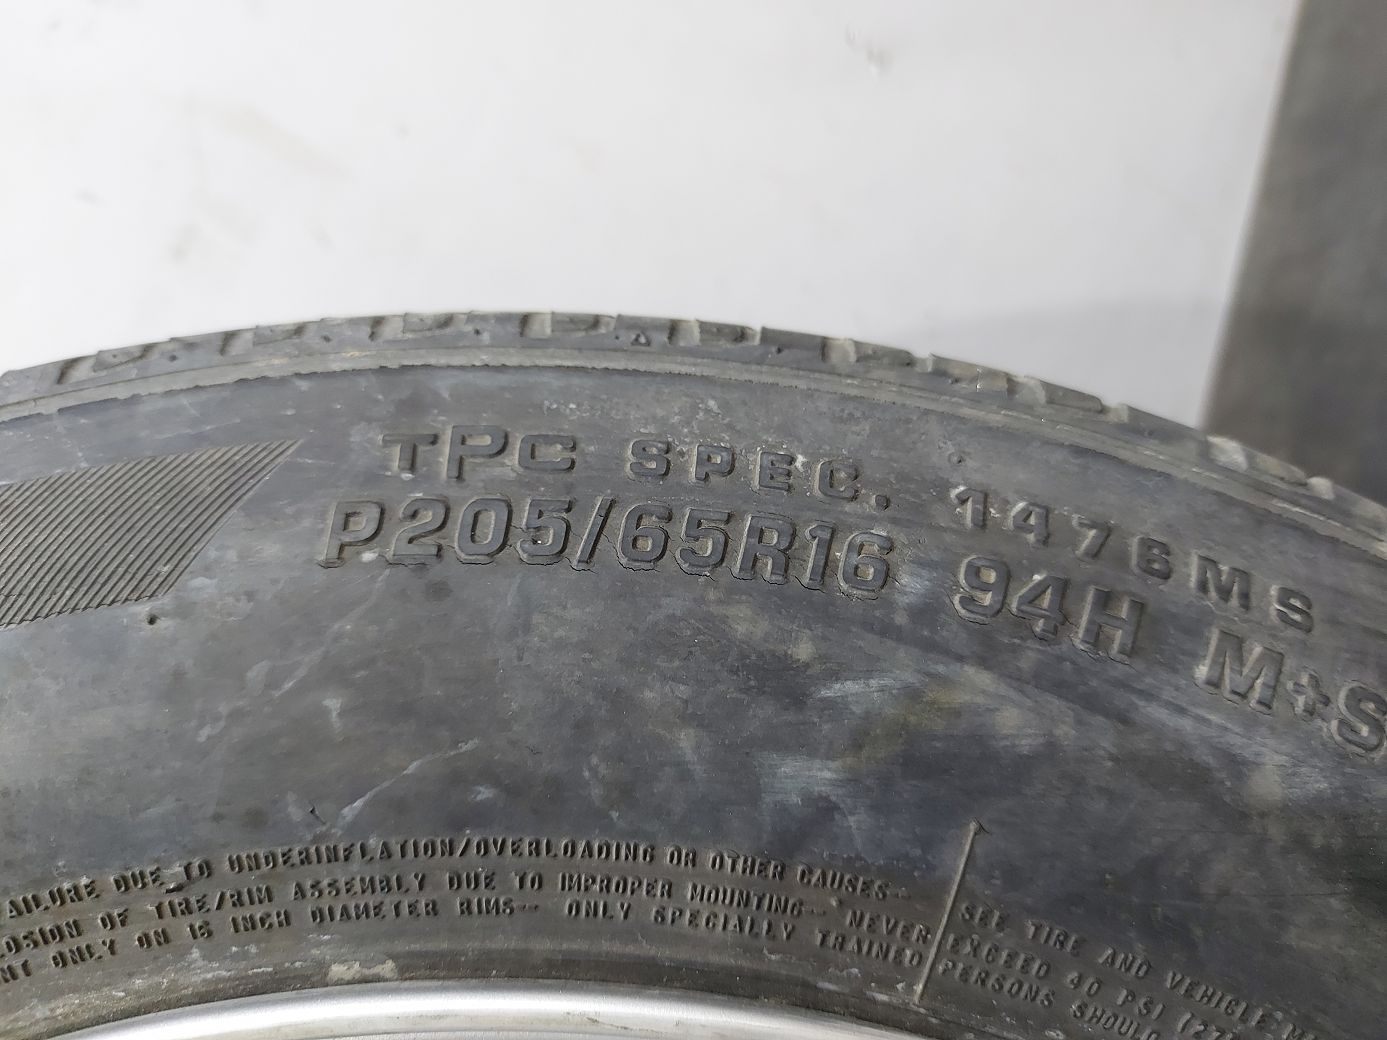 TPC SPEC. 1476MS
P205/65R16 94H M+S
AILURE DUE TO UNDERINFLATION/OVERLOADING OR OTHER CAUSES-
LOSION OF TIRE/RIM ASSEMBLY DUE TO IMPROPER MOUNTING- NEVER
NT ONLY ON 16 INCH DIAMETER RIMS- ONLY SPECIALLY TRAINED
SEE TIRE AND VEHICLE
EXCEED 40 PSI (27
PERSONS SHOULD